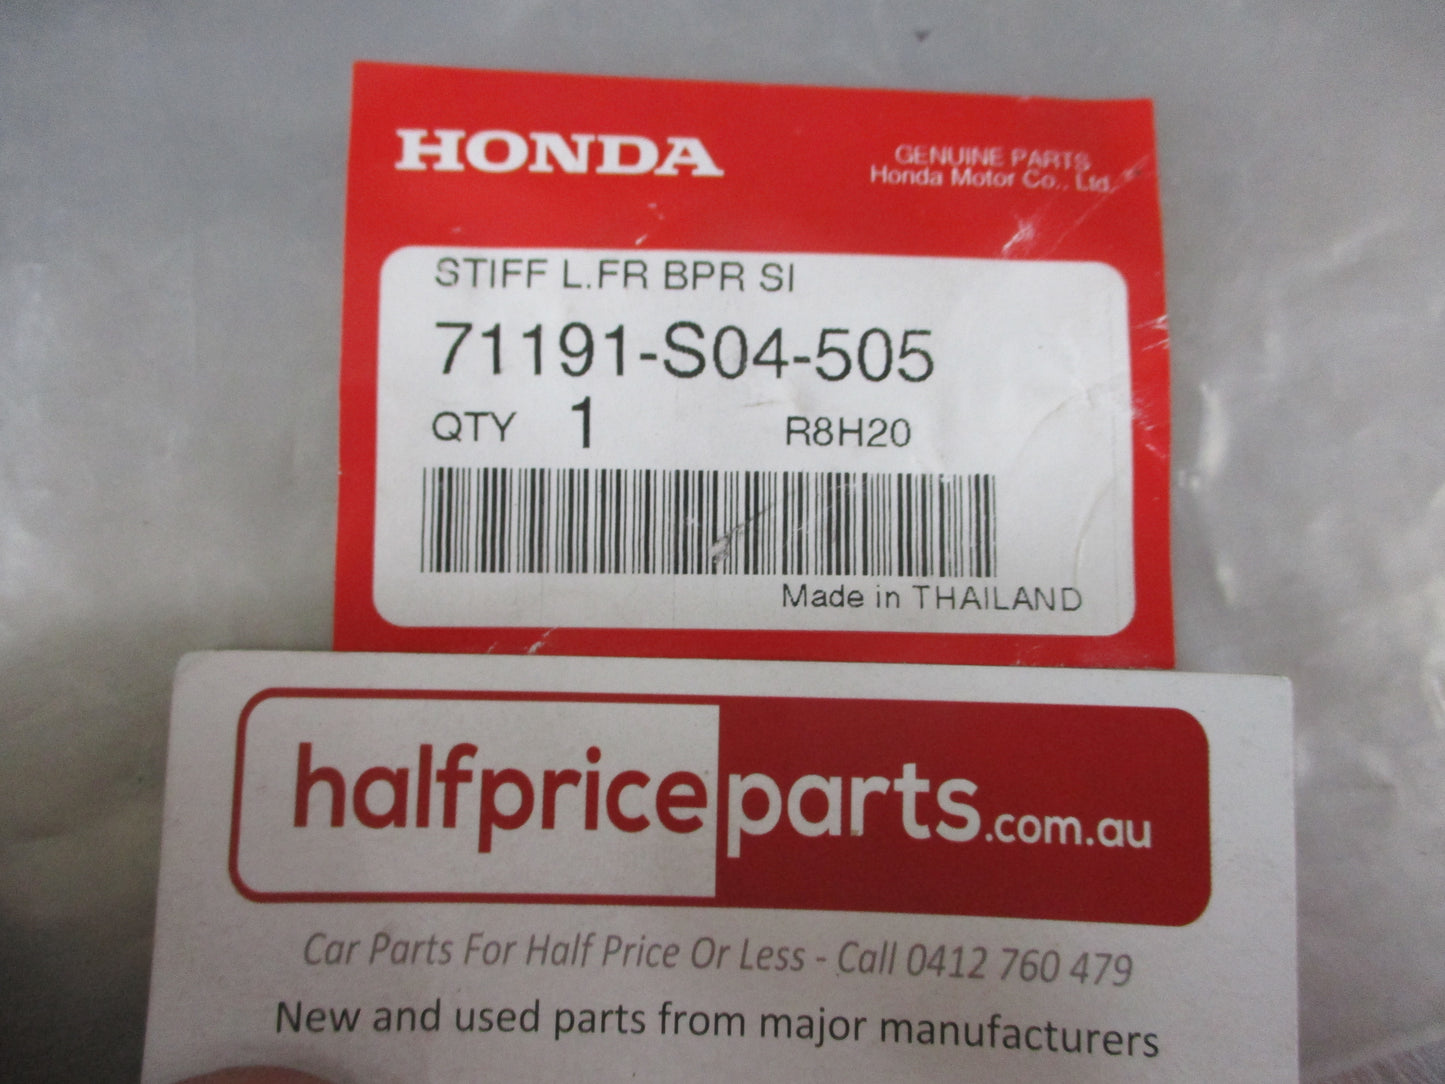 HONDA
GENUINE PARTS
Honda Motor Co., Ltd.
STIFF L.FR BPR SI
71191-S04-505
QTY 1 R8H20
Made in THAILAND
halfpriceparts.com.au
Car Parts For Half Price Or Less - Call 0412 760 479
New and used parts from major manufacturers